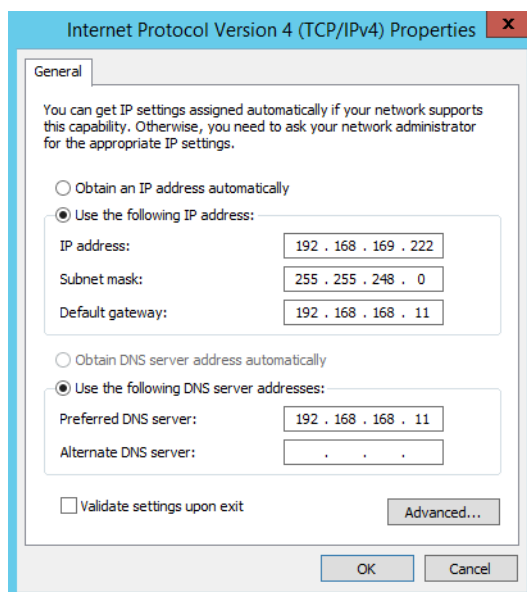 Internet Protocol Version 4 (TCP/IPv4) Properties
x
General
You can get IP settings assigned automatically if your network supports
this capability. Otherwise, you need to ask your network administrator
for the appropriate IP settings.
Obtain an IP address automatically
Use the following IP address:
IP address: 192 . 168 . 169 . 222
Subnet mask: 255 . 255 . 248 . 0
Default gateway: 192 . 168 . 168 . 11
Obtain DNS server address automatically
Use the following DNS server addresses:
Preferred DNS server: 192 . 168 . 168 . 11
Alternate DNS server: . . .
Validate settings upon exit
Advanced...
OK Cancel